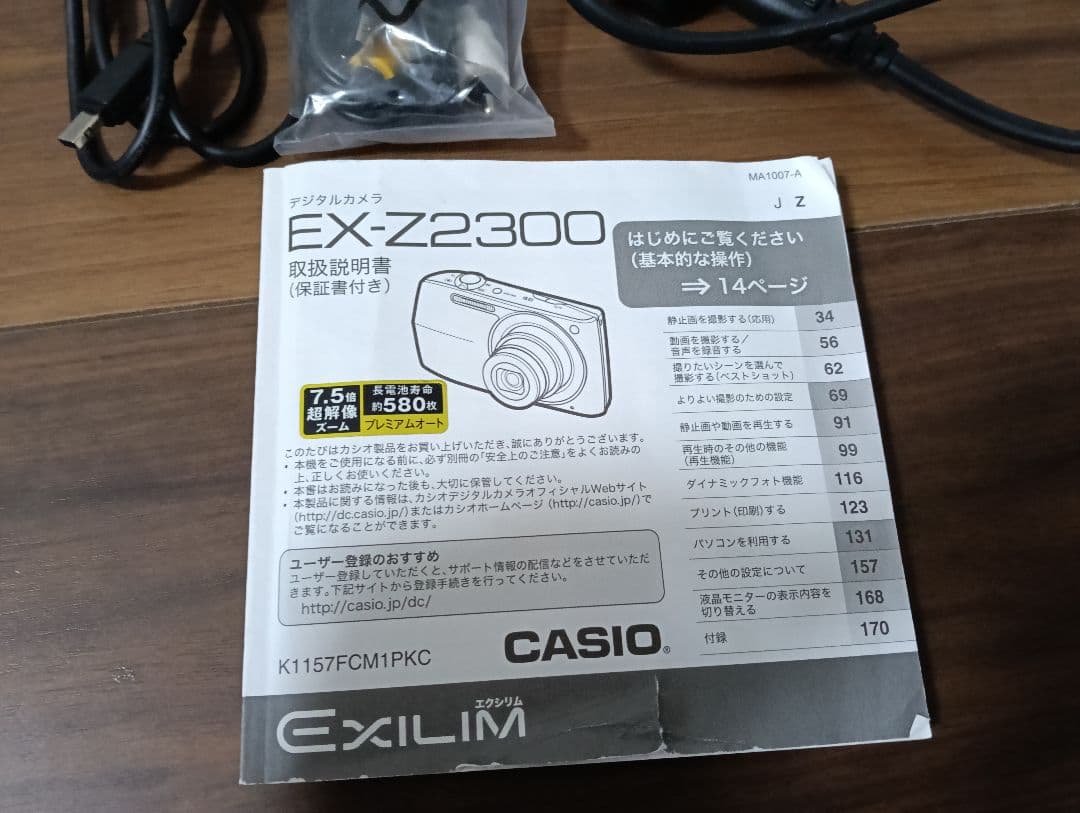 MA1007-A
J Z
デジタルカメラ
EX-Z2300
取扱説明書
(保証書付き)
はじめにご覧ください
(基本的な操作)
⇒ 14ページ
7.5倍
超解像
ズーム
長電池寿命
約580枚
プレミアムオート
静止画を撮影する(応用) 34
動画を撮影する/
音声を録音する 56
撮りたいシーンを選んで
撮影する(ベストショット) 62
よりよい撮影のための設定 69
静止画や動画を再生する 91
再生時のその他の機能
(再生機能) 99
ダイナミックフォト機能 116
プリント(印刷)する 123
パソコンを利用する 131
その他の設定について 157
液晶モニターの表示内容を
切り替える 168
付録 170
このたびはカシオ製品をお買い上げいただき、誠にありがとうございます。
・本機をご使用になる前に、必ず別冊の「安全上のご注意」をよくお読みの
上、正しくお使いください。
・本書はお読みになった後も、大切に保管してください。
・本製品に関する情報は、カシオデジタルカメラオフィシャルWebサイト
(http://dc.casio.jp/)またはカシオホームページ(http://casio.jp/)で
ご覧になることができます。
ユーザー登録のおすすめ
ユーザー登録していただくと、サポート情報の配信などをさせていただ
きます。下記サイトから登録手続きを行ってください。
http://casio.jp/dc/
K1157FCM1PKC
CASIO®
エクシリム
EXILIM